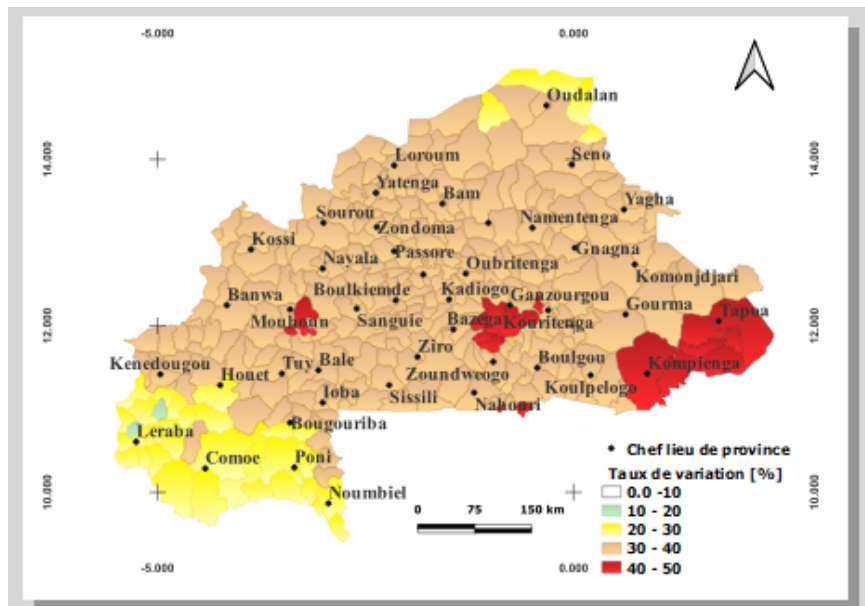 -5.000 0.000
Oudalan
14.000 14.000
Loroum Seno
Yatenga
Bam Yagha
Sourou
Zondoma Namentenga
Kossi
Passore Gnagna
Nayala Oubritenga
Komonjdjari
Boulkiemde Kadiogo Ganzourgou
Banwa Gourma
12.000 Mouhoun Sanguie Bazega Kouritenga Tapoa 12.000
Ziro
Kenedougou Tuy Bale Boulgou Kompienga
Houet Zoundweogo Koulpelogo
Ioba Sissili
Nahouri
Bougouriba
Leraba
Chef lieu de province
Comoe Poni
Taux de variation [%]
10.000 Noumbiel 10.000
0.0 -10
0 75 150 km
10 - 20
20 - 30
30 - 40
-5.000 0.000
40 - 50